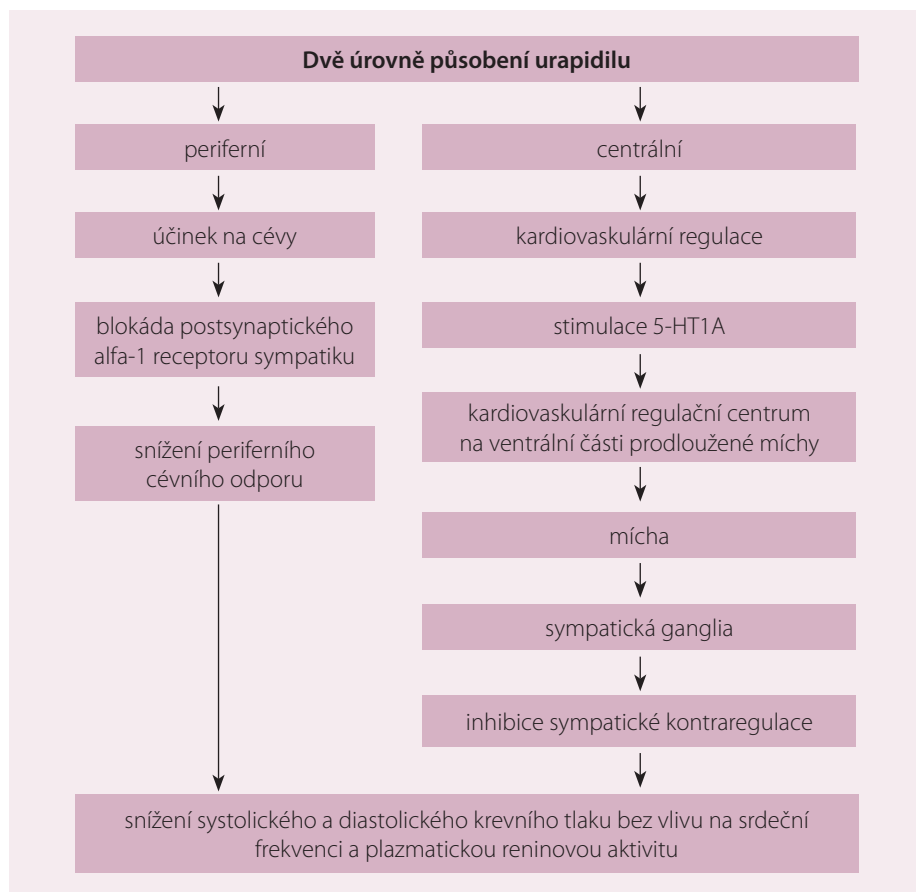 Dvě úrovně působení urapidilu
periferní
účinek na cévy
blokáda postsynaptického
alfa-1 receptoru sympatiku
snížení periferního
cévního odporu
centrální
kardiovaskulární regulace
stimulace 5-HT1A
kardiovaskulární regulační centrum
na ventrální části prodloužené míchy
mícha
sympatická ganglia
inhibice sympatické kontraregulace
snížení systolického a diastolického krevního tlaku bez vlivu na srdeční
frekvenci a plazmatickou reninovou aktivitu